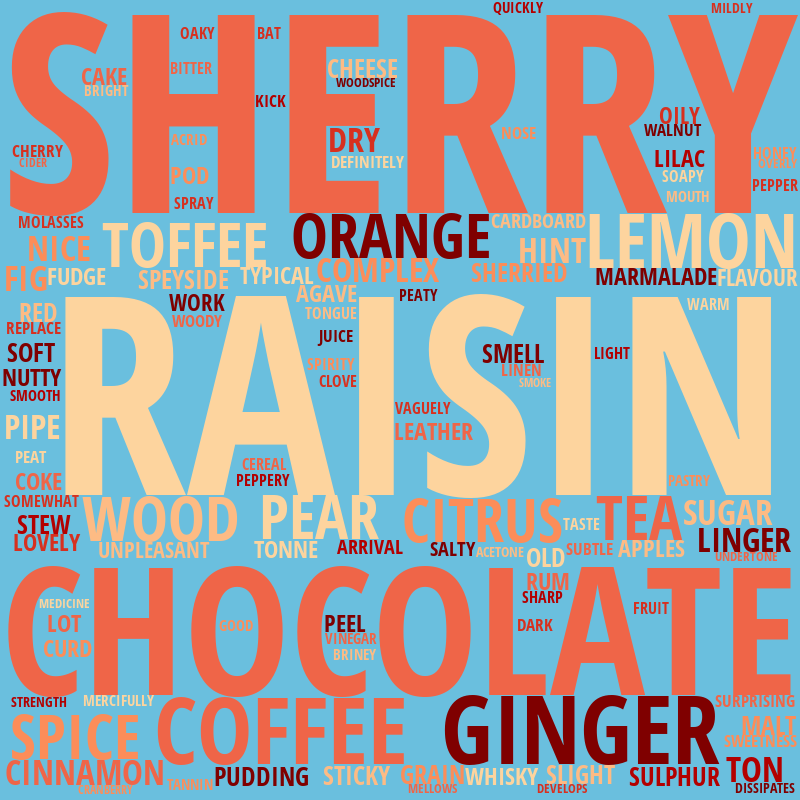 QUICKLY
MILDLY
SHERRY
OAKY
BAT
CAKE
BRIGHT
BITTER
CHEESE
WOODSPICE
KICK
OILY
WALNUT
NOSE
ACRID
DRY
DEFINITELY
CHERRY
CIDER
LILAC
HONEY
SOAPY
POD
PEPPER
MOUTH
SPRAY
MOLASSES
TOFFEE
ORANGE
CARDBOARD
LEMON
NICE
HINT
FIG
FUDGE
SPEYSIDE
TYPICAL
COMPLEX
SHERRIED
MARMALADE
FLAVOUR
RAISIN
AGAVE
PEATY
WORK
WARM
RED
WOODY
TONGUE
REPLACE
JUICE
SOFT
SMELL
LIGHT
SPIRITY
LINEN
NUTTY
CLOVE
SMOKE
SMOOTH
VAGUELY
PIPE
LEATHER
PEAT
CEREAL
COKE
PEPPERY
PASTRY
SOMEWHAT
WOOD
PEAR
CITRUS
TEA
SUGAR
STEW
TASTE
LOVELY
UNPLEASANT
TONNE
ARRIVAL
SALTY
ACETONE
OLD
SUBTLE
APPLES
LINGER
UNDERTONE
CHOCOLATE
RUM
MEDICINE
SHARP
FRUIT
LOT
GOOD
PEEL
DARK
VINEGAR
CURD
BRINEY
STRENGTH
MERCIFULLY
SURPRISING
SPICE
COFFEE
GINGER
MALT
SWEETNESS
CINNAMON
PUDDING
STICKY
GRAIN
WHISKY
SLIGHT
SULPHUR
TON
MELLOWS
DEVELOPS
DISSIPATES